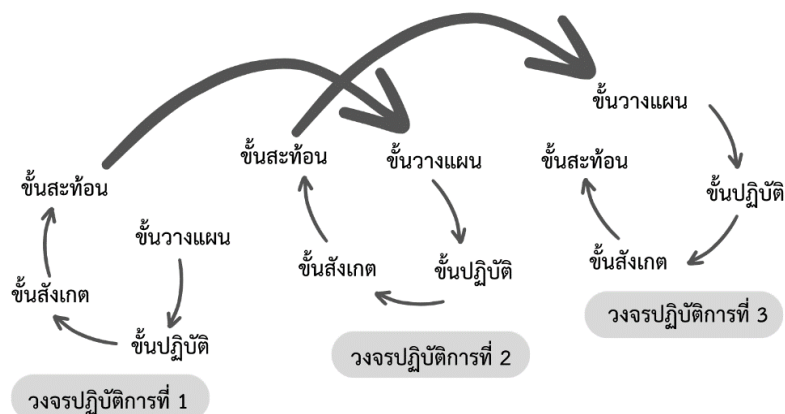 ขั้นวางแผน
ขั้นปฏิบัติ
ขั้นสังเกต
ขั้นสะท้อน
วงจรปฏิบัติการที่ 1
ขั้นวางแผน
ขั้นปฏิบัติ
ขั้นสังเกต
ขั้นสะท้อน
วงจรปฏิบัติการที่ 2
ขั้นวางแผน
ขั้นปฏิบัติ
ขั้นสังเกต
ขั้นสะท้อน
วงจรปฏิบัติการที่ 3